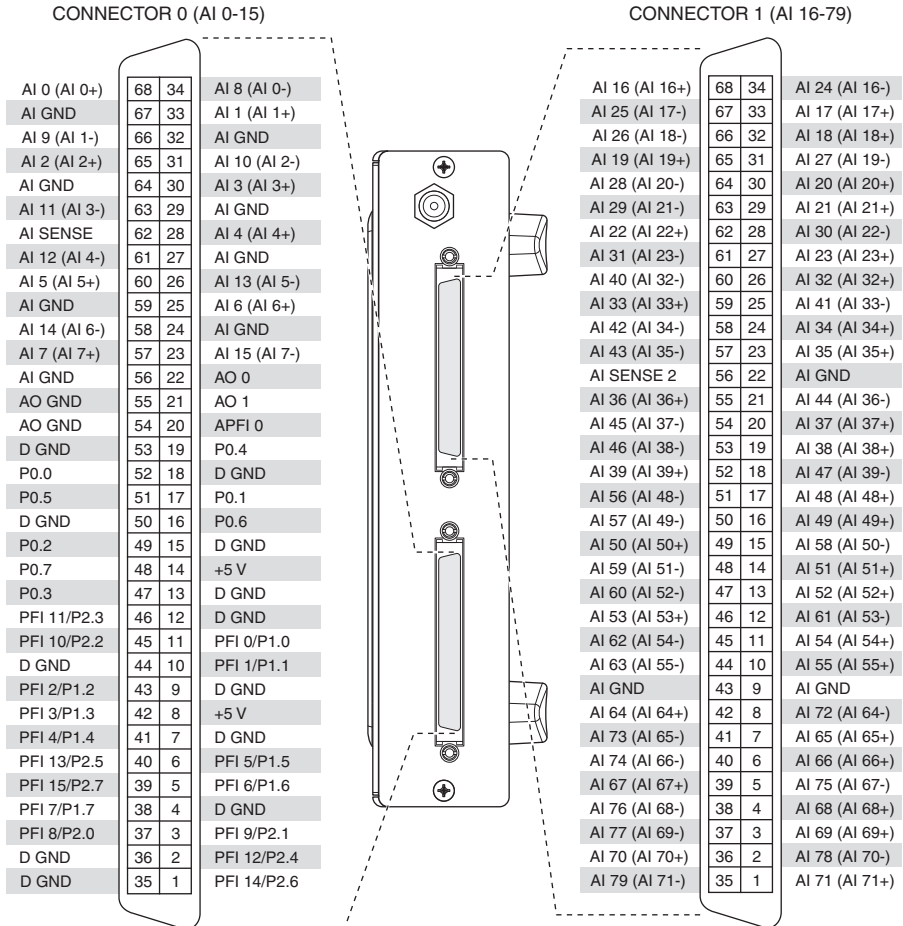 CONNECTOR 0 (AI 0-15)
AI 0 (AI 0+) 68 34 AI 8 (AI 0-)
AI GND 67 33 AI 1 (AI 1+)
AI 9 (AI 1-) 66 32 AI GND
AI 2 (AI 2+) 65 31 AI 10 (AI 2-)
AI GND 64 30 AI 3 (AI 3+)
AI 11 (AI 3-) 63 29 AI GND
AI SENSE 62 28 AI 4 (AI 4+)
AI 12 (AI 4-) 61 27 AI GND
AI 5 (AI 5+) 60 26 AI 13 (AI 5-)
AI GND 59 25 AI 6 (AI 6+)
AI 14 (AI 6-) 58 24 AI GND
AI 7 (AI 7+) 57 23 AI 15 (AI 7-)
AI GND 56 22 AO 0
AO GND 55 21 AO 1
AO GND 54 20 APFI 0
D GND 53 19 P0.4
P0.0 52 18 D GND
P0.5 51 17 P0.1
D GND 50 16 P0.6
P0.2 49 15 D GND
P0.7 48 14 +5 V
P0.3 47 13 D GND
PFI 11/P2.3 46 12 D GND
PFI 10/P2.2 45 11 PFI 0/P1.0
D GND 44 10 PFI 1/P1.1
PFI 2/P1.2 43 9 D GND
PFI 3/P1.3 42 8 +5 V
PFI 4/P1.4 41 7 D GND
PFI 13/P2.5 40 6 PFI 5/P1.5
PFI 15/P2.7 39 5 PFI 6/P1.6
PFI 7/P1.7 38 4 D GND
PFI 8/P2.0 37 3 PFI 9/P2.1
D GND 36 2 PFI 12/P2.4
D GND 35 1 PFI 14/P2.6
CONNECTOR 1 (AI 16-79)
AI 16 (AI 16+) 68 34 AI 24 (AI 16-)
AI 25 (AI 17-) 67 33 AI 17 (AI 17+)
AI 26 (AI 18-) 66 32 AI 18 (AI 18+)
AI 19 (AI 19+) 65 31 AI 27 (AI 19-)
AI 28 (AI 20-) 64 30 AI 20 (AI 20+)
AI 29 (AI 21-) 63 29 AI 21 (AI 21+)
AI 22 (AI 22+) 62 28 AI 30 (AI 22-)
AI 31 (AI 23-) 61 27 AI 23 (AI 23+)
AI 40 (AI 32-) 60 26 AI 32 (AI 32+)
AI 33 (AI 33+) 59 25 AI 41 (AI 33-)
AI 42 (AI 34-) 58 24 AI 34 (AI 34+)
AI 43 (AI 35-) 57 23 AI 35 (AI 35+)
AI SENSE 2 56 22 AI GND
AI 36 (AI 36+) 55 21 AI 44 (AI 36-)
AI 45 (AI 37-) 54 20 AI 37 (AI 37+)
AI 46 (AI 38-) 53 19 AI 38 (AI 38+)
AI 39 (AI 39+) 52 18 AI 47 (AI 39-)
AI 56 (AI 48-) 51 17 AI 48 (AI 48+)
AI 57 (AI 49-) 50 16 AI 49 (AI 49+)
AI 50 (AI 50+) 49 15 AI 58 (AI 50-)
AI 59 (AI 51-) 48 14 AI 51 (AI 51+)
AI 60 (AI 52-) 47 13 AI 52 (AI 52+)
AI 53 (AI 53+) 46 12 AI 61 (AI 53-)
AI 62 (AI 54-) 45 11 AI 54 (AI 54+)
AI 63 (AI 55-) 44 10 AI 55 (AI 55+)
AI GND 43 9 AI GND
AI 64 (AI 64+) 42 8 AI 72 (AI 64-)
AI 73 (AI 65-) 41 7 AI 65 (AI 65+)
AI 74 (AI 66-) 40 6 AI 66 (AI 66+)
AI 67 (AI 67+) 39 5 AI 75 (AI 67-)
AI 76 (AI 68-) 38 4 AI 68 (AI 68+)
AI 77 (AI 69-) 37 3 AI 69 (AI 69+)
AI 70 (AI 70+) 36 2 AI 78 (AI 70-)
AI 79 (AI 71-) 35 1 AI 71 (AI 71+)